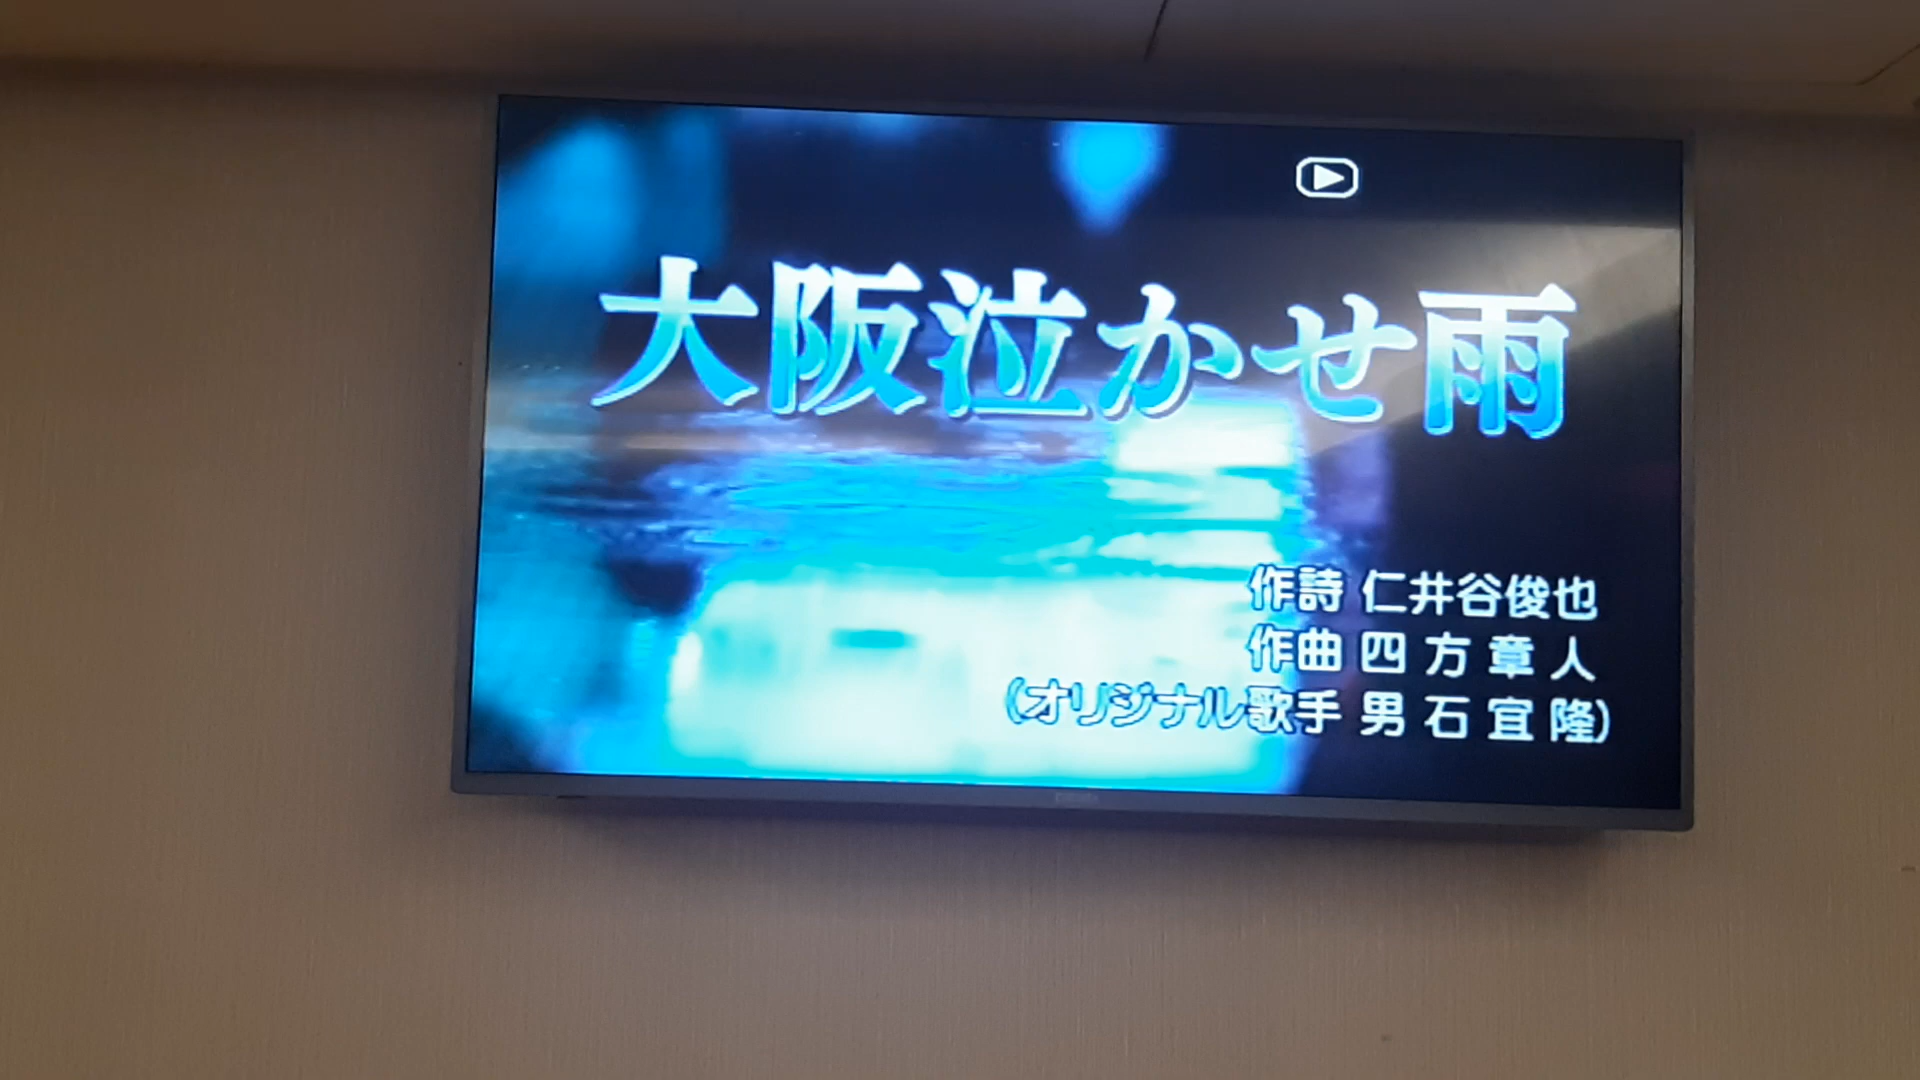 大阪泣かせ雨
作詩 仁井谷俊也
作曲 四方章人
(オリジナル歌手 男石宜隆)